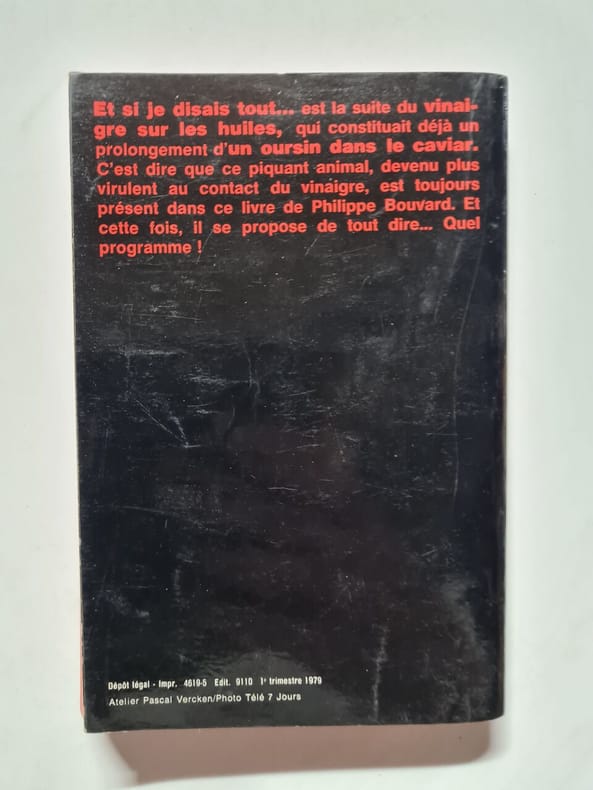 Et si je disais tout... est la suite du vinai-
gre sur les huiles, qui constituait déjà un
prolongement d'un oursin dans le caviar.
C'est dire que ce piquant animal, devenu plus
virulent au contact du vinaigre, est toujours
présent dans ce livre de Philippe Bouvard. Et
cette fois, il se propose de tout dire... Quel
programme !
Dépôt légal - Impr. 4619-5 Edit. 9110 1e trimestre 1979
Atelier Pascal Vercken/Photo Télé 7 Jours